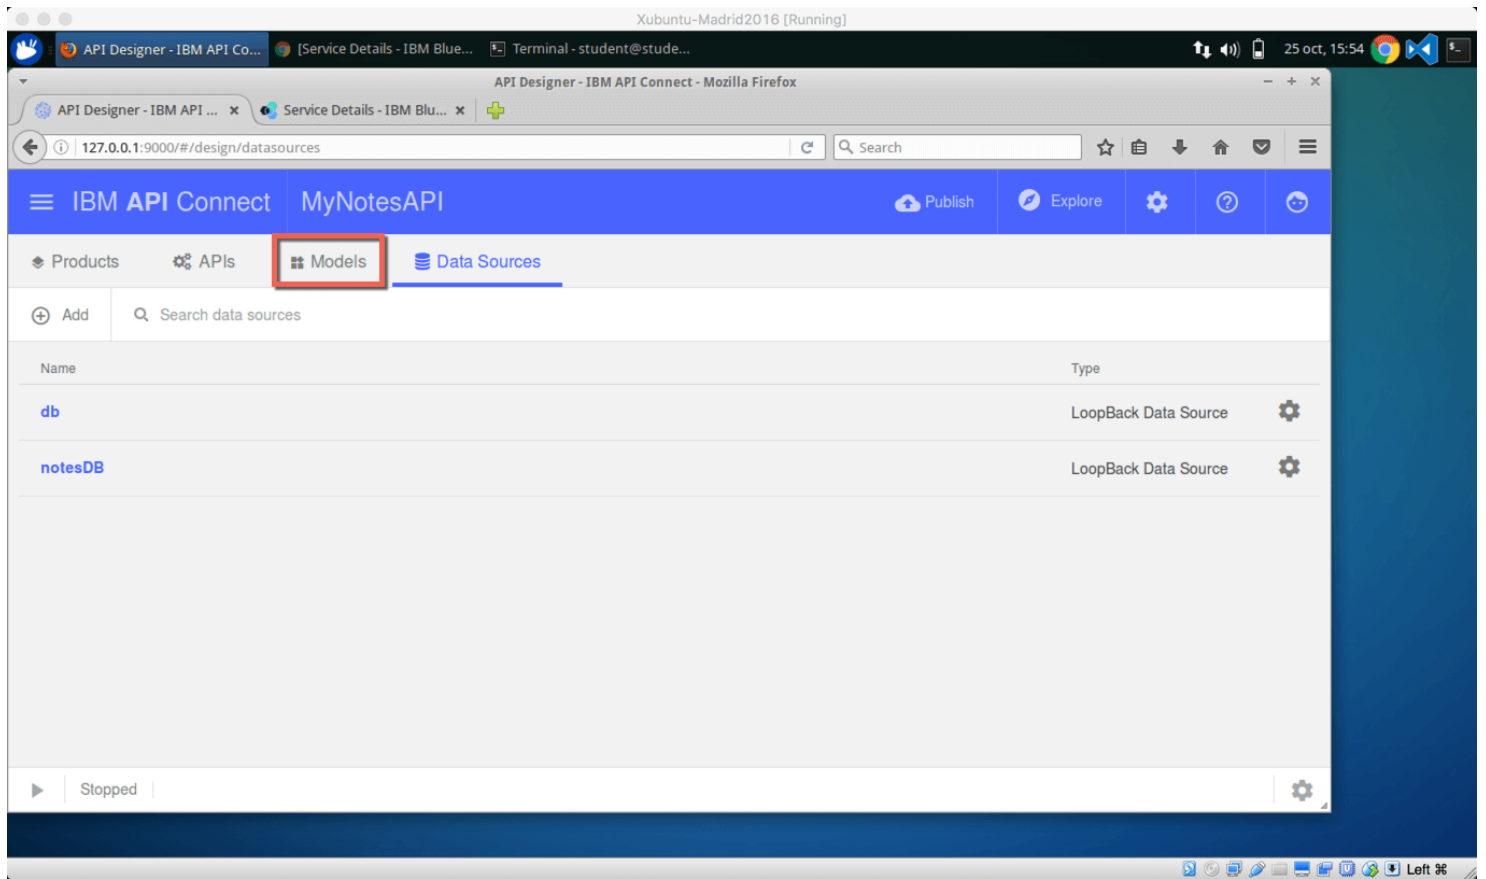 Xubuntu-Madrid2016 [Running]
API Designer - IBM API Co... [Service Details - IBM Blue... Terminal - student@stude... 25 oct, 15:54
API Designer - IBM API Connect - Mozilla Firefox
API Designer - IBM API ... Service Details - IBM Blu...
127.0.0.1:9000/#/design/datasources Search
IBM API Connect MyNotesAPI Publish Explore
Products APIs Models Data Sources
Add Search data sources
Name Type
db LoopBack Data Source
notesDB LoopBack Data Source
Stopped
Left ⌘